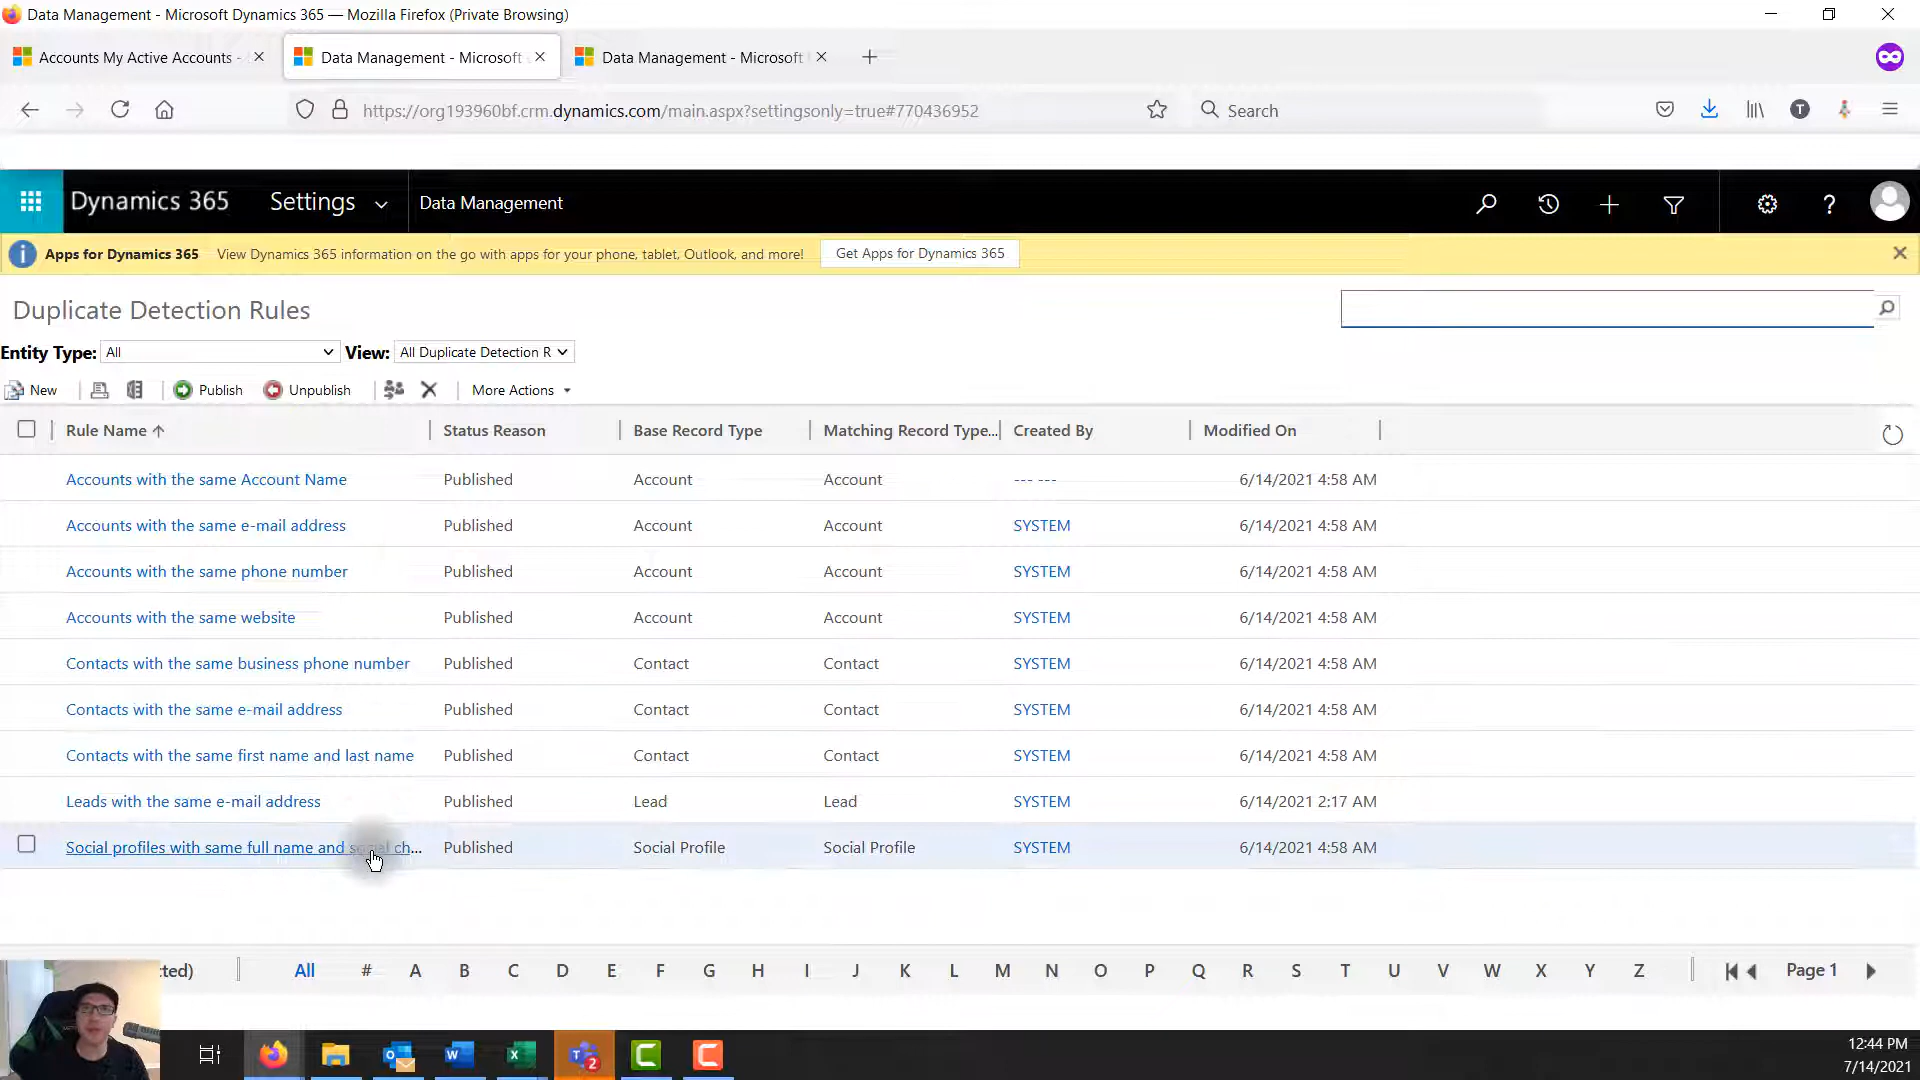 Data Management - Microsoft Dynamics 365 — Mozilla Firefox (Private Browsing)
Accounts My Active Accounts -
Data Management - Microsoft
Data Management - Microsoft
https://org193960bf.crm.dynamics.com/main.aspx?settingsonly=true#770436952
Search
T
Dynamics 365
Settings
Data Management
Apps for Dynamics 365 View Dynamics 365 information on the go with apps for your phone, tablet, Outlook, and more! Get Apps for Dynamics 365
Duplicate Detection Rules
Entity Type: All View: All Duplicate Detection R
New Publish Unpublish More Actions
Rule Name Status Reason Base Record Type Matching Record Type... Created By Modified On
Accounts with the same Account Name Published Account Account --- --- 6/14/2021 4:58 AM
Accounts with the same e-mail address Published Account Account SYSTEM 6/14/2021 4:58 AM
Accounts with the same phone number Published Account Account SYSTEM 6/14/2021 4:58 AM
Accounts with the same website Published Account Account SYSTEM 6/14/2021 4:58 AM
Contacts with the same business phone number Published Contact Contact SYSTEM 6/14/2021 4:58 AM
Contacts with the same e-mail address Published Contact Contact SYSTEM 6/14/2021 4:58 AM
Contacts with the same first name and last name Published Contact Contact SYSTEM 6/14/2021 4:58 AM
Leads with the same e-mail address Published Lead Lead SYSTEM 6/14/2021 2:17 AM
Social profiles with same full name and social ch... Published Social Profile Social Profile SYSTEM 6/14/2021 4:58 AM
cted) All # A B C D E F G H I J K L M N O P Q R S T U V W X Y Z Page 1
2
12:44 PM
7/14/2021